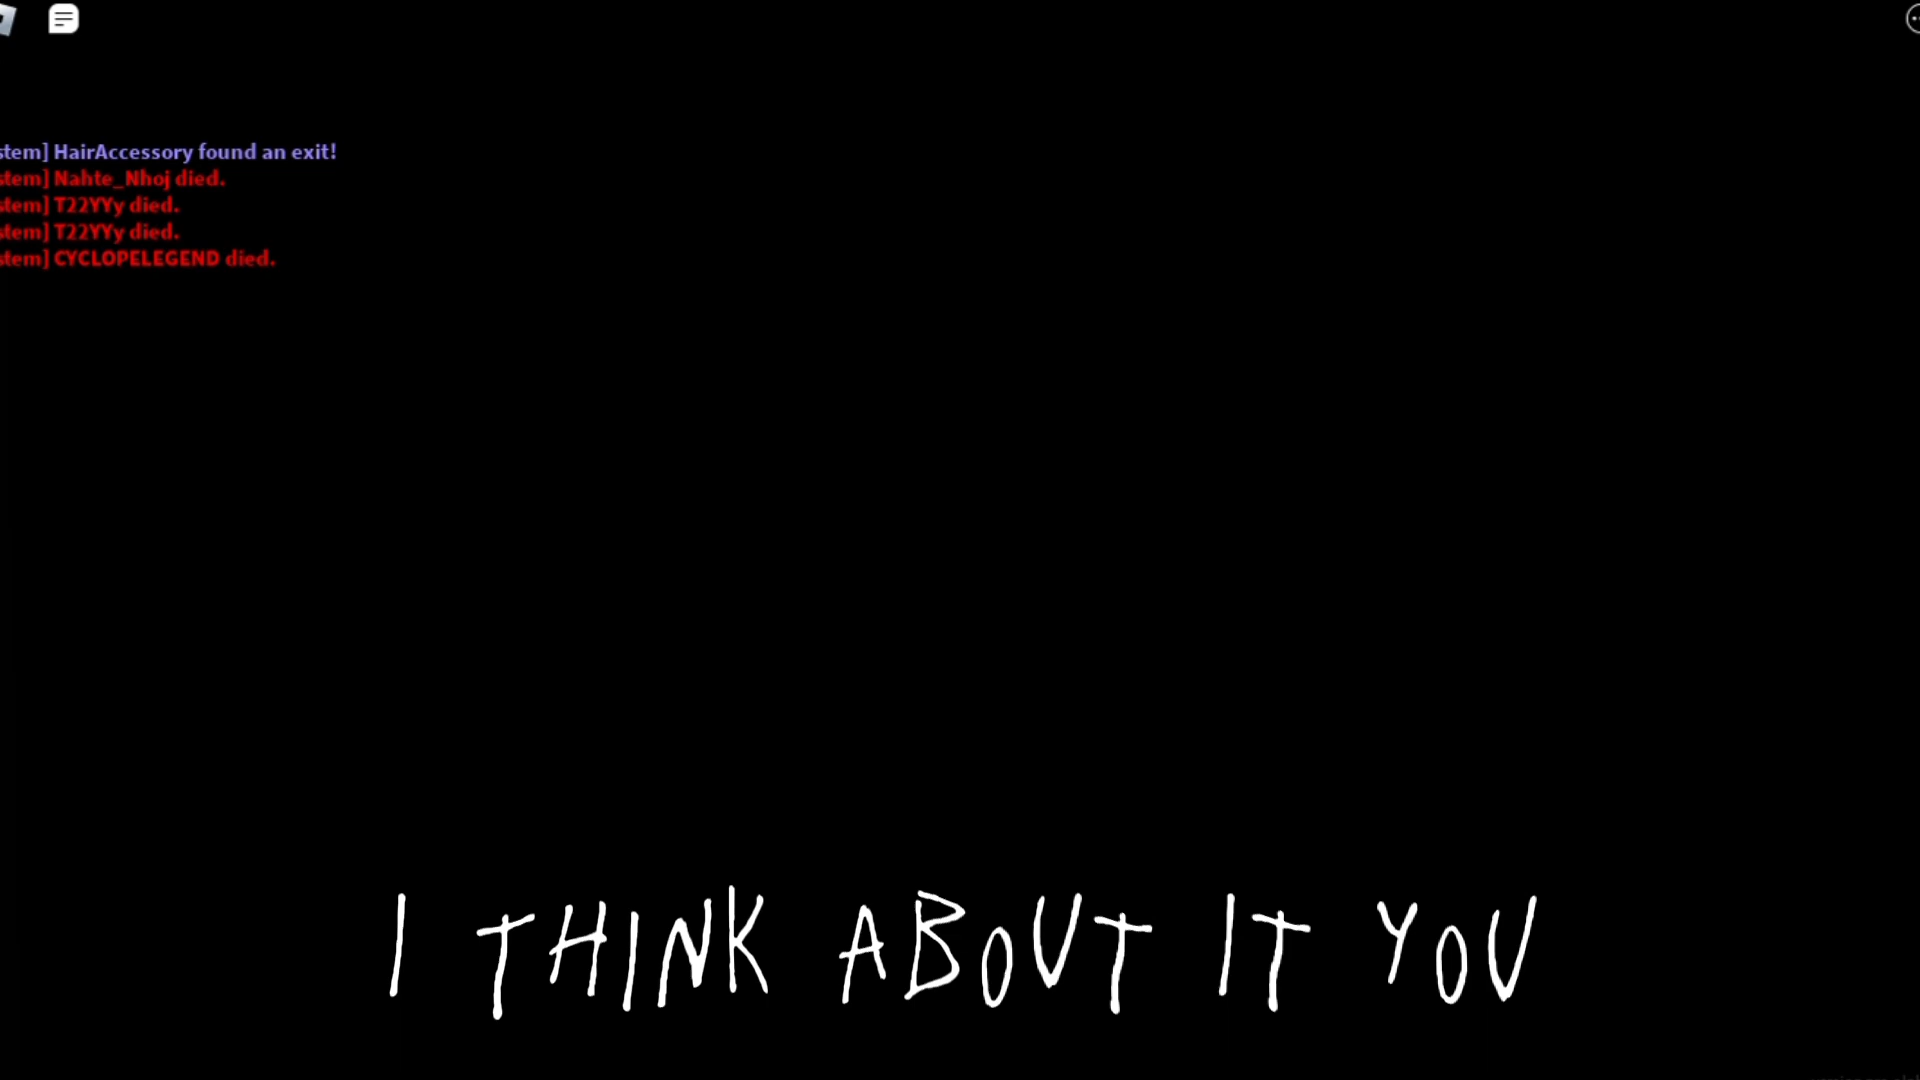 stem] HairAccessory found an exit!
stem] Nahte_Nhoj died.
stem] T22YYy died.
stem] T22YYy died.
stem] CYCLOPELEGEND died.
I THINK ABOUT IT YOU